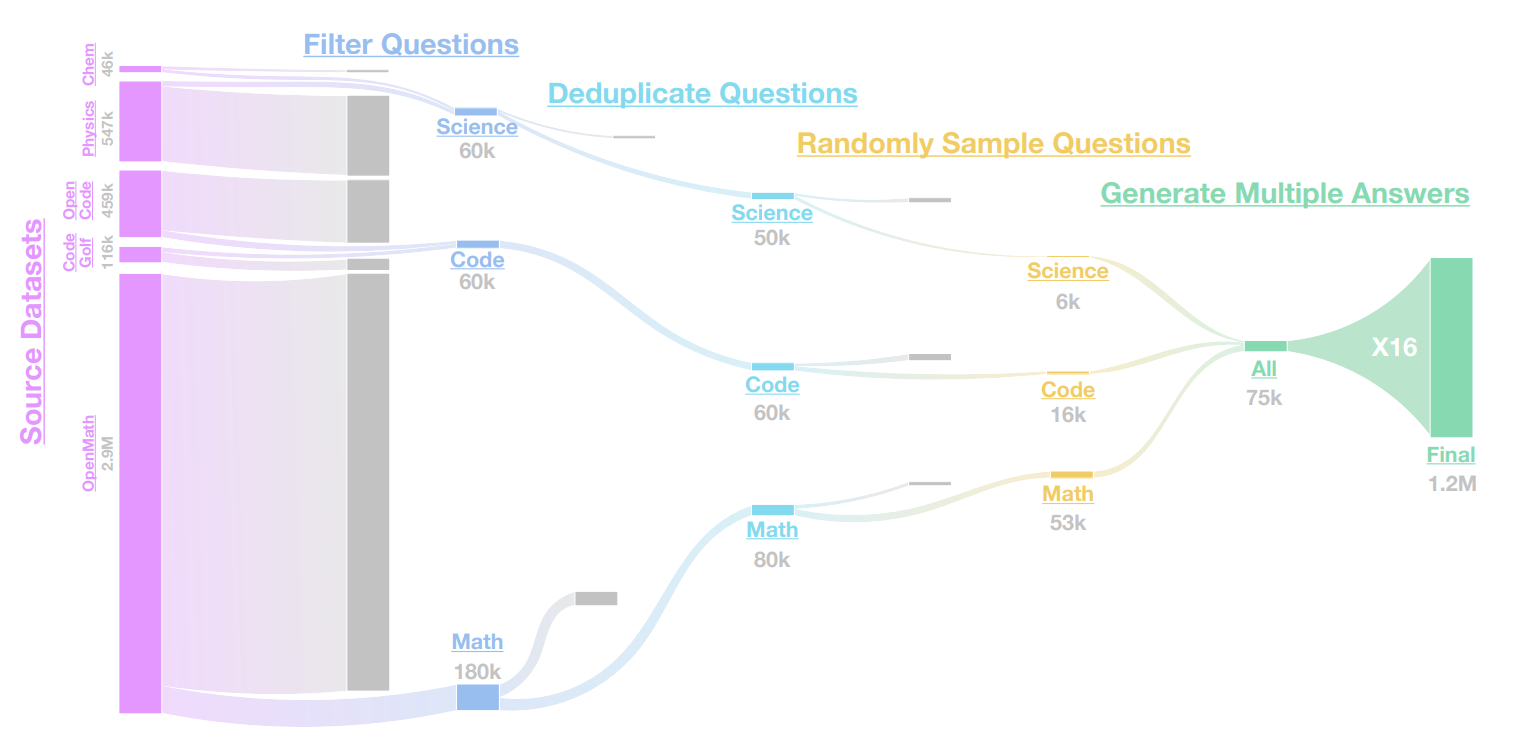 Source Datasets
Chem
46k
Physics
547k
Open
Code
459k
Code
Golf
116k
OpenMath
2.9M
Filter Questions
Science
60k
Code
60k
Math
180k
Deduplicate Questions
Science
50k
Code
60k
Math
80k
Randomly Sample Questions
Science
6k
Code
16k
Math
53k
Generate Multiple Answers
All
75k
X16
Final
1.2M